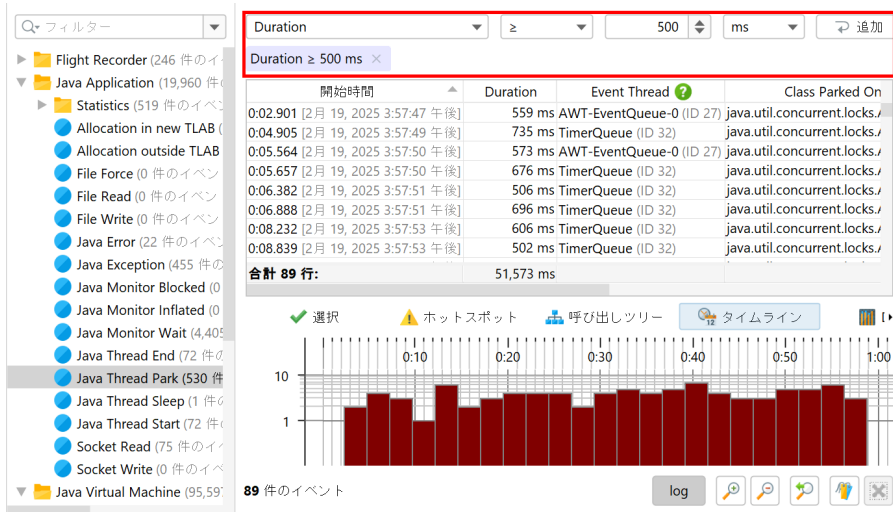 フィルター
Flight Recorder (246 件のイ
Java Application (19,960 件
Statistics (519 件のイベン
Allocation in new TLAB (
Allocation outside TLAB
File Force (0 件のイベン
File Read (0 件のイベン
File Write (0 件のイベン
Java Error (22 件のイベン
Java Exception (455 件の
Java Monitor Blocked (0
Java Monitor Inflated (0
Java Monitor Wait (4,405
Java Thread End (72 件の
Java Thread Park (530 件
Java Thread Sleep (1 件の
Java Thread Start (72 件の
Socket Read (75 件のイベ
Socket Write (0 件のイベ
Java Virtual Machine (95,597
Duration ≥ 500 ms 追加
Duration ≥ 500 ms ×
開始時間 Duration Event Thread ? Class Parked On
0:02.901 [2月 19, 2025 3:57:47 午後] 559 ms AWT-EventQueue-0 (ID 27) java.util.concurrent.locks.
0:04.905 [2月 19, 2025 3:57:49 午後] 735 ms TimerQueue (ID 32) java.util.concurrent.locks.
0:05.564 [2月 19, 2025 3:57:50 午後] 573 ms AWT-EventQueue-0 (ID 27) java.util.concurrent.locks.
0:05.657 [2月 19, 2025 3:57:50 午後] 676 ms TimerQueue (ID 32) java.util.concurrent.locks.
0:06.382 [2月 19, 2025 3:57:51 午後] 506 ms TimerQueue (ID 32) java.util.concurrent.locks.
0:06.888 [2月 19, 2025 3:57:51 午後] 696 ms TimerQueue (ID 32) java.util.concurrent.locks.
0:08.232 [2月 19, 2025 3:57:53 午後] 606 ms TimerQueue (ID 32) java.util.concurrent.locks.
0:08.839 [2月 19, 2025 3:57:53 午後] 502 ms TimerQueue (ID 32) java.util.concurrent.locks.
合計 89 行: 51,573 ms
選択 ホットスポット 呼び出しツリー タイムライン
0:10 0:20 0:30 0:40 0:50 1:00
10
1
89 件のイベント log